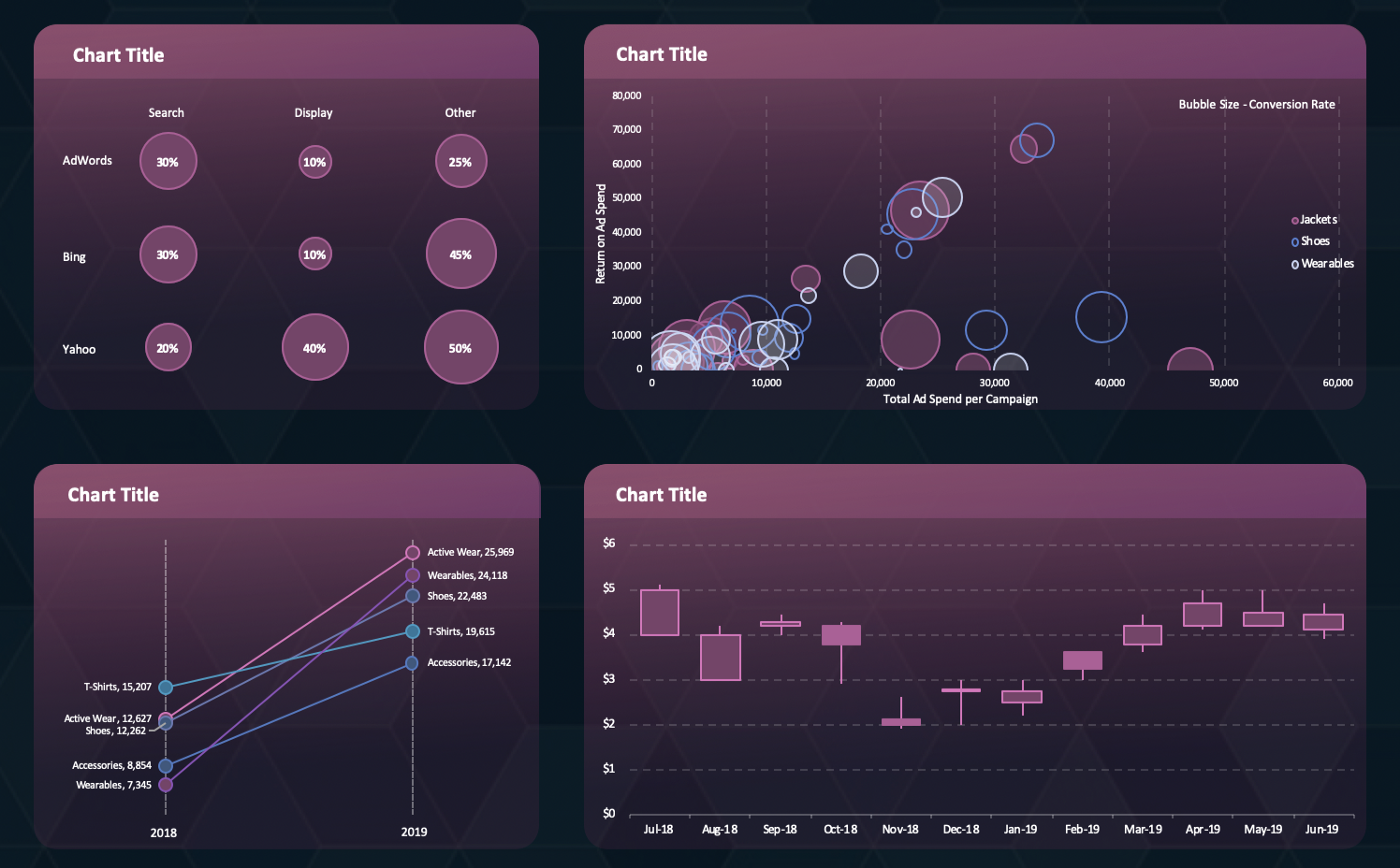 Chart Title
Search Display Other
AdWords 30% 10% 25%
Bing 30% 10% 45%
Yahoo 20% 40% 50%
Chart Title
Bubble Size - Conversion Rate
Return on Ad Spend
80,000
70,000
60,000
50,000
40,000
30,000
20,000
10,000
0
Jackets
Shoes
Wearables
0 10,000 20,000 30,000 40,000 50,000 60,000
Total Ad Spend per Campaign
Chart Title
Active Wear, 25,969
Wearables, 24,118
Shoes, 22,483
T-Shirts, 19,615
Accessories, 17,142
T-Shirts, 15,207
Active Wear, 12,627
Shoes, 12,262
Accessories, 8,854
Wearables, 7,345
2018 2019
Chart Title
$6
$5
$4
$3
$2
$1
$0
Jul-18 Aug-18 Sep-18 Oct-18 Nov-18 Dec-18 Jan-19 Feb-19 Mar-19 Apr-19 May-19 Jun-19